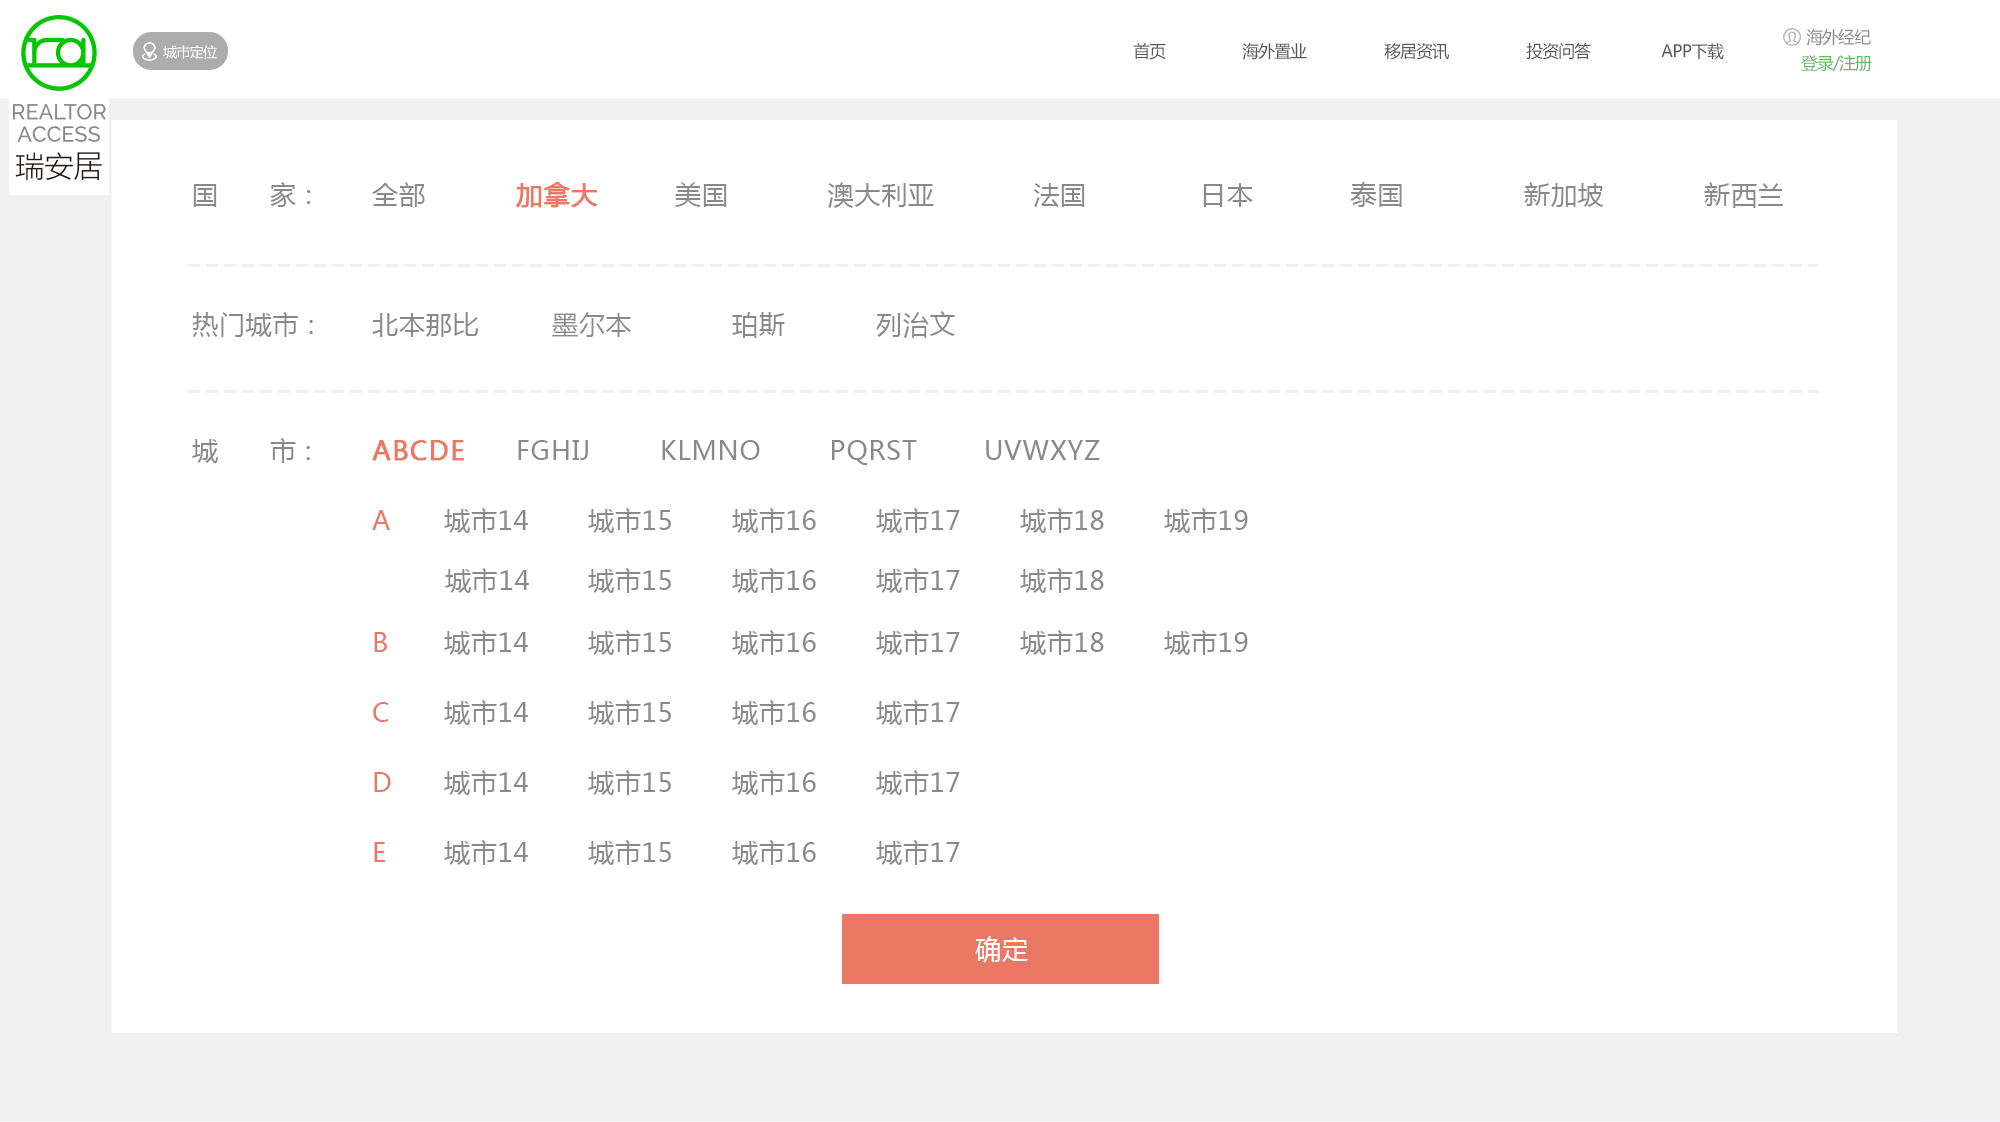 城市定位
首页 海外置业 移居资讯 投资问答 APP下载 海外经纪
登录/注册
REALTOR
ACCESS
瑞安居
国 家: 全部 加拿大 美国 澳大利亚 法国 日本 泰国 新加坡 新西兰
热门城市: 北本那比 墨尔本 珀斯 列治文
城 市: ABCDE FGHIJ KLMNO PQRST UVWXYZ
A 城市14 城市15 城市16 城市17 城市18 城市19
城市14 城市15 城市16 城市17 城市18
B 城市14 城市15 城市16 城市17 城市18 城市19
C 城市14 城市15 城市16 城市17
D 城市14 城市15 城市16 城市17
E 城市14 城市15 城市16 城市17
确定